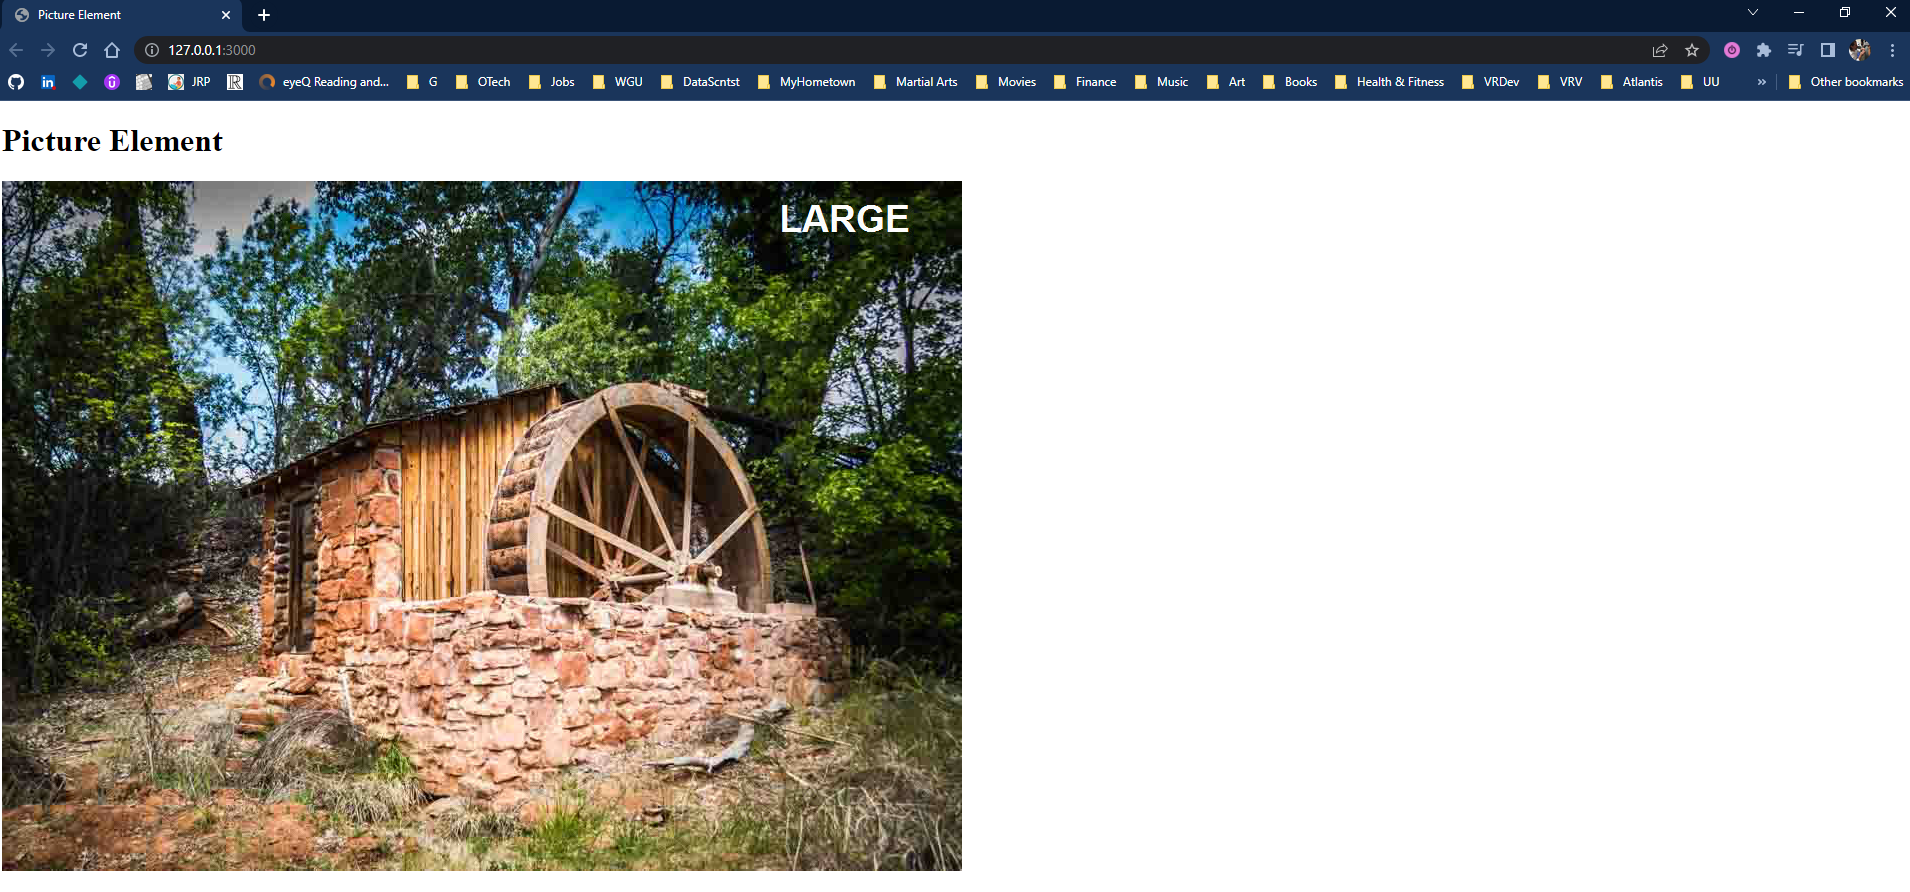 Picture Element
127.0.0.1:3000
JRP eyeQ Reading and... G OTech Jobs WGU DataScntst MyHometown Martial Arts Movies Finance Music Art Books Health & Fitness VRDev VRV Atlantis UU » Other bookmarks
Picture Element
LARGE